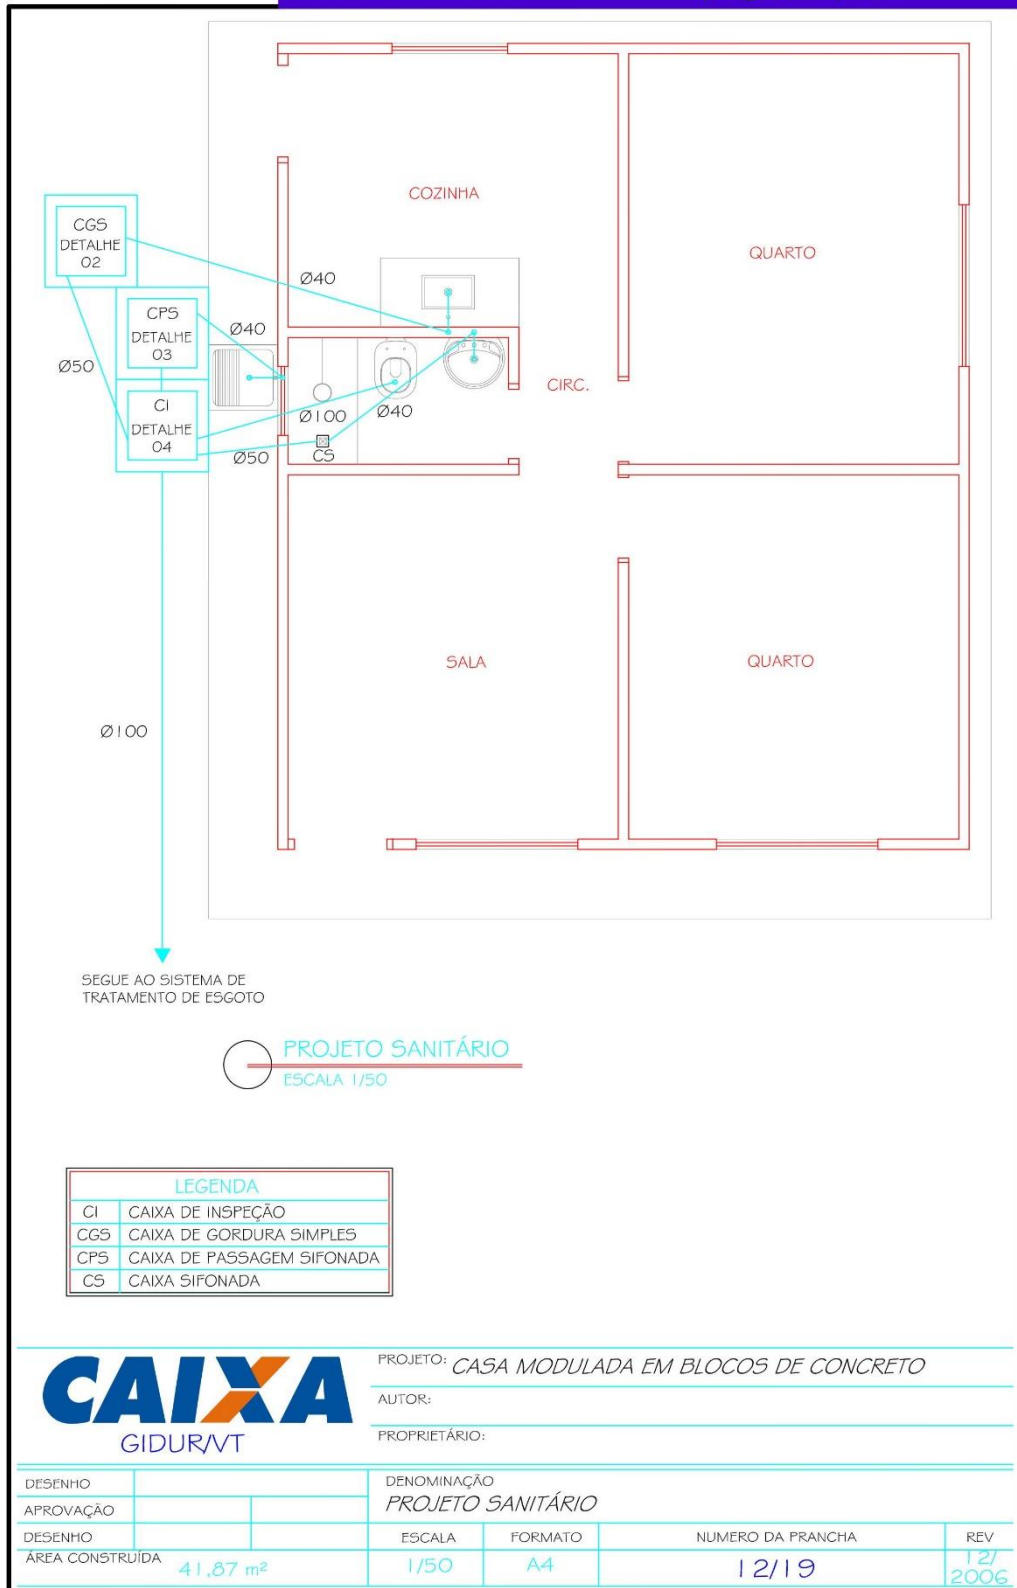 COZINHA
CGS
DETALHE
02
QUARTO
Ø40
CPS
DETALHE
03
Ø40
Ø50
CIRC.
CI
DETALHE
04
Ø100
Ø40
Ø50
CS
SALA
QUARTO
Ø100
SEGUE AO SISTEMA DE
TRATAMENTO DE ESGOTO
PROJETO SANITÁRIO
ESCALA 1/50
LEGENDA
CI CAIXA DE INSPEÇÃO
CGS CAIXA DE GORDURA SIMPLES
CPS CAIXA DE PASSAGEM SIFONADA
CS CAIXA SIFONADA
CAIXA
GIDUR/VT
PROJETO: CASA MODULADA EM BLOCOS DE CONCRETO
AUTOR:
PROPRIETÁRIO:
DESENHO
APROVAÇÃO
DESENHO
DENOMINAÇÃO
PROJETO SANITÁRIO
ESCALA FORMATO NUMERO DA PRANCHA REV
ÁREA CONSTRUÍDA 41,87 m² 1/50 A4 12/19 12/
2006